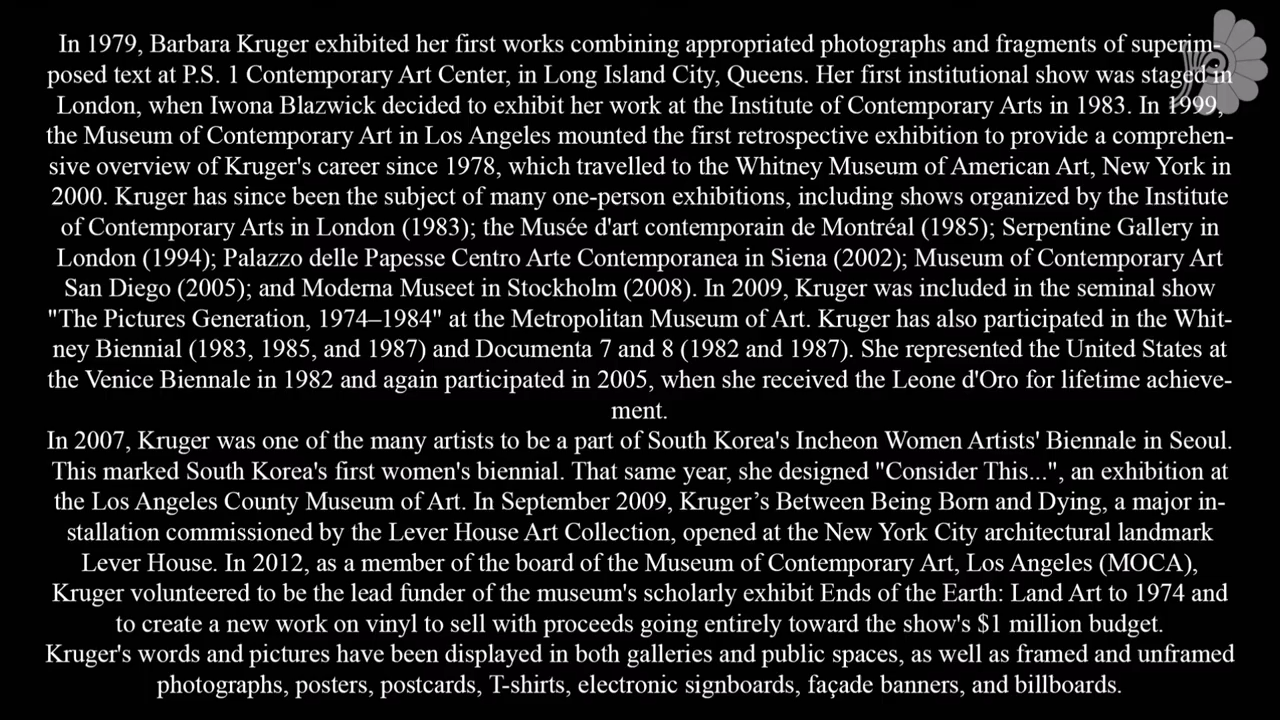 In 1979, Barbara Kruger exhibited her first works combining appropriated photographs and fragments of superim-
posed text at P.S. 1 Contemporary Art Center, in Long Island City, Queens. Her first institutional show was staged in
London, when Iwona Blazwick decided to exhibit her work at the Institute of Contemporary Arts in 1983. In 1999,
the Museum of Contemporary Art in Los Angeles mounted the first retrospective exhibition to provide a comprehen-
sive overview of Kruger's career since 1978, which travelled to the Whitney Museum of American Art, New York in
2000. Kruger has since been the subject of many one-person exhibitions, including shows organized by the Institute
of Contemporary Arts in London (1983); the Musée d'art contemporain de Montréal (1985); Serpentine Gallery in
London (1994); Palazzo delle Papesse Centro Arte Contemporanea in Siena (2002); Museum of Contemporary Art
San Diego (2005); and Moderna Museet in Stockholm (2008). In 2009, Kruger was included in the seminal show
"The Pictures Generation, 1974–1984" at the Metropolitan Museum of Art. Kruger has also participated in the Whit-
ney Biennial (1983, 1985, and 1987) and Documenta 7 and 8 (1982 and 1987). She represented the United States at
the Venice Biennale in 1982 and again participated in 2005, when she received the Leone d'Oro for lifetime achieve-
ment.
In 2007, Kruger was one of the many artists to be a part of South Korea's Incheon Women Artists' Biennale in Seoul.
This marked South Korea's first women's biennial. That same year, she designed "Consider This...", an exhibition at
the Los Angeles County Museum of Art. In September 2009, Kruger’s Between Being Born and Dying, a major in-
stallation commissioned by the Lever House Art Collection, opened at the New York City architectural landmark
Lever House. In 2012, as a member of the board of the Museum of Contemporary Art, Los Angeles (MOCA),
Kruger volunteered to be the lead funder of the museum's scholarly exhibit Ends of the Earth: Land Art to 1974 and
to create a new work on vinyl to sell with proceeds going entirely toward the show's $1 million budget.
Kruger's words and pictures have been displayed in both galleries and public spaces, as well as framed and unframed
photographs, posters, postcards, T-shirts, electronic signboards, façade banners, and billboards.